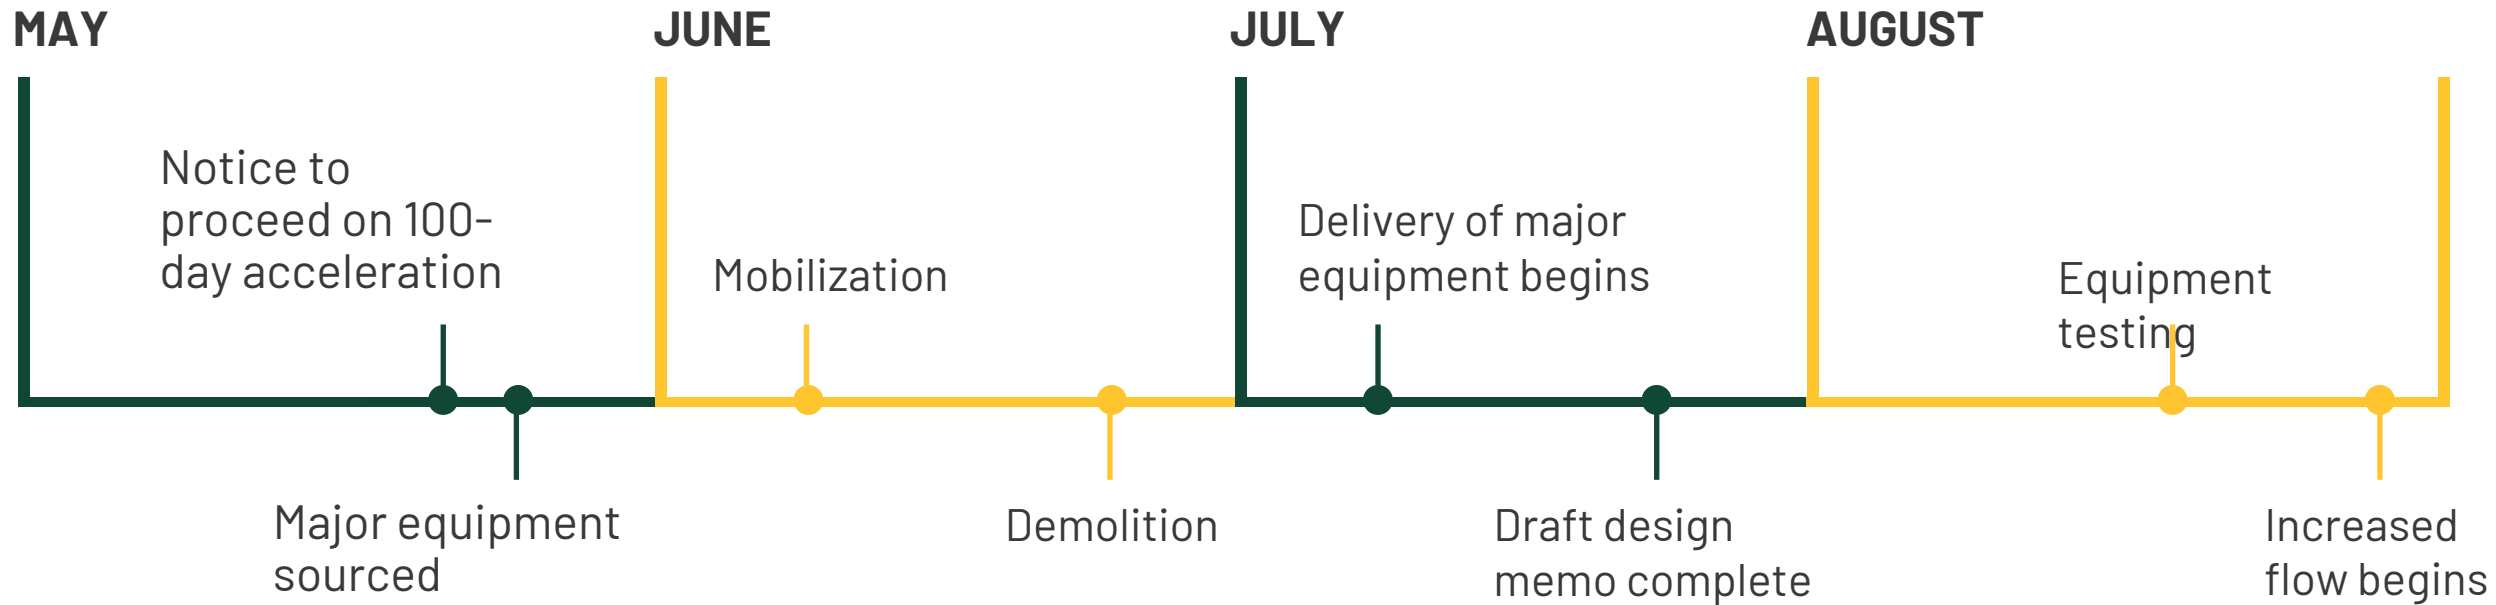 MAY
JUNE
JULY
AUGUST
Notice to
proceed on 100-
day acceleration
Major equipment
sourced
Mobilization
Demolition
Delivery of major
equipment begins
Draft design
memo complete
Equipment
testing
Increased
flow begins